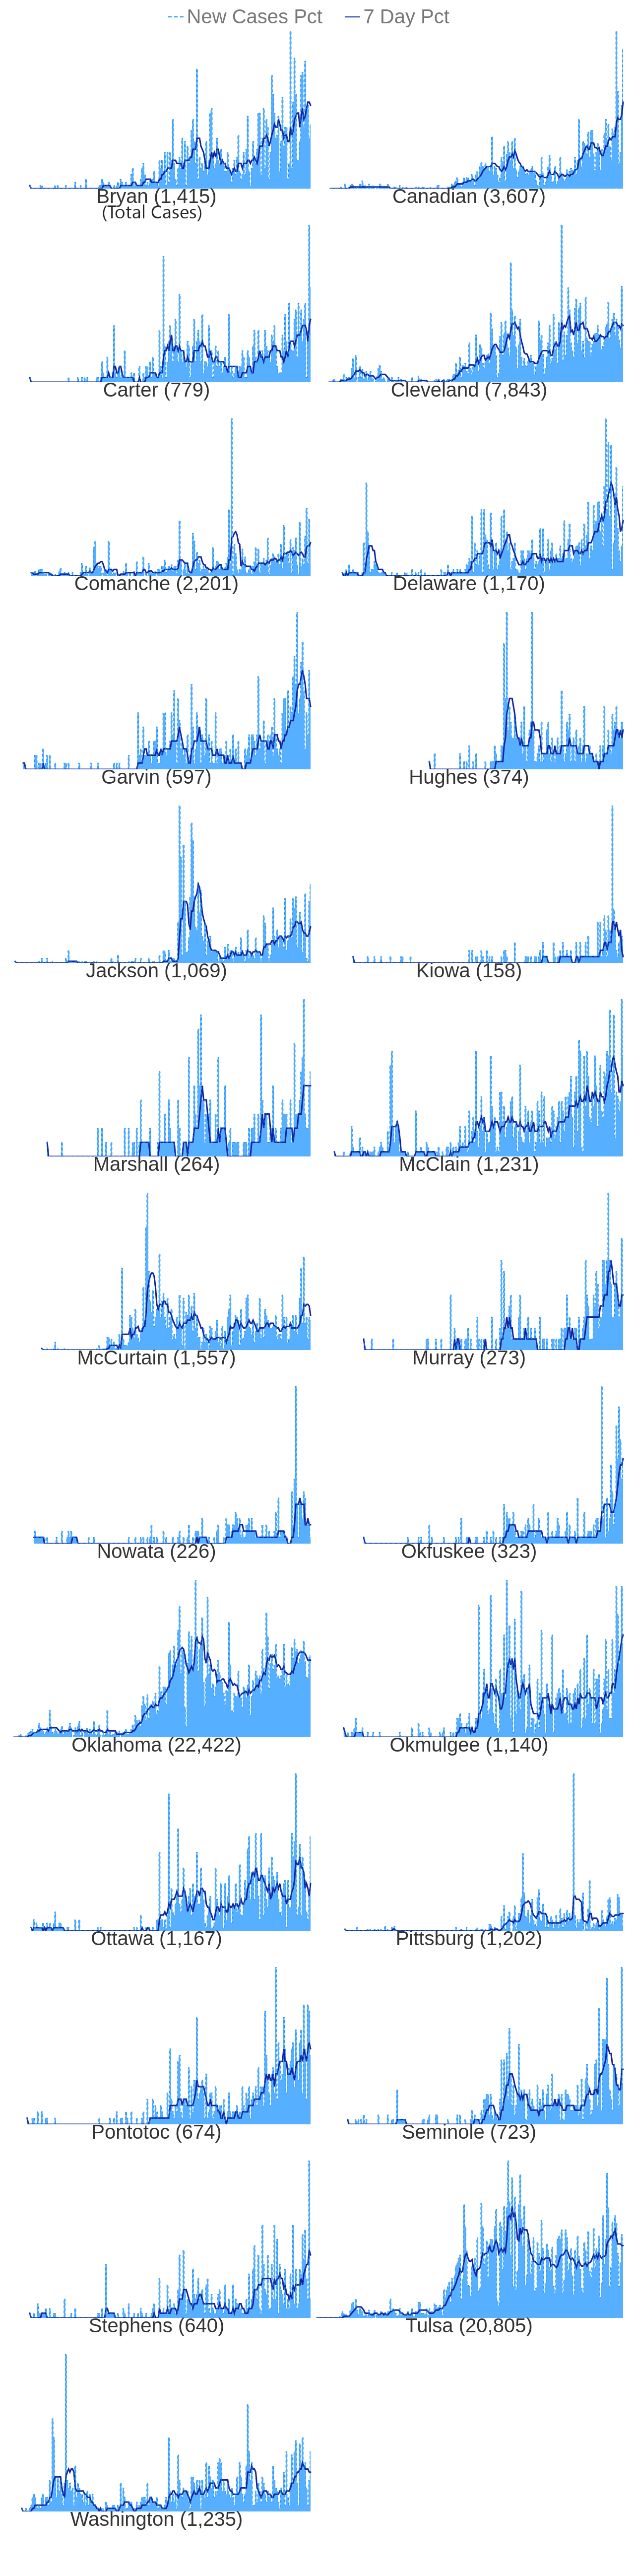 New Cases Pct 7 Day Pct
Bryan (1,415) Canadian (3,607)
(Total Cases)
Carter (779) Cleveland (7,843)
Comanche (2,201) Delaware (1,170)
Garvin (597) Hughes (374)
Jackson (1,069) Kiowa (158)
Marshall (264) McClain (1,231)
McCurtain (1,557) Murray (273)
Nowata (226) Okfuskee (323)
Oklahoma (22,422) Okmulgee (1,140)
Ottawa (1,167) Pittsburg (1,202)
Pontotoc (674) Seminole (723)
Stephens (640) Tulsa (20,805)
Washington (1,235)